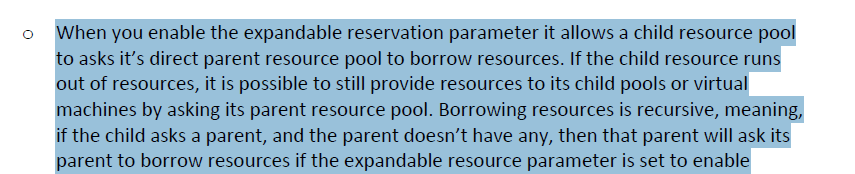 o When you enable the expandable reservation parameter it allows a child resource pool
to asks it’s direct parent resource pool to borrow resources. If the child resource runs
out of resources, it is possible to still provide resources to its child pools or virtual
machines by asking its parent resource pool. Borrowing resources is recursive, meaning,
if the child asks a parent, and the parent doesn’t have any, then that parent will ask its
parent to borrow resources if the expandable resource parameter is set to enable